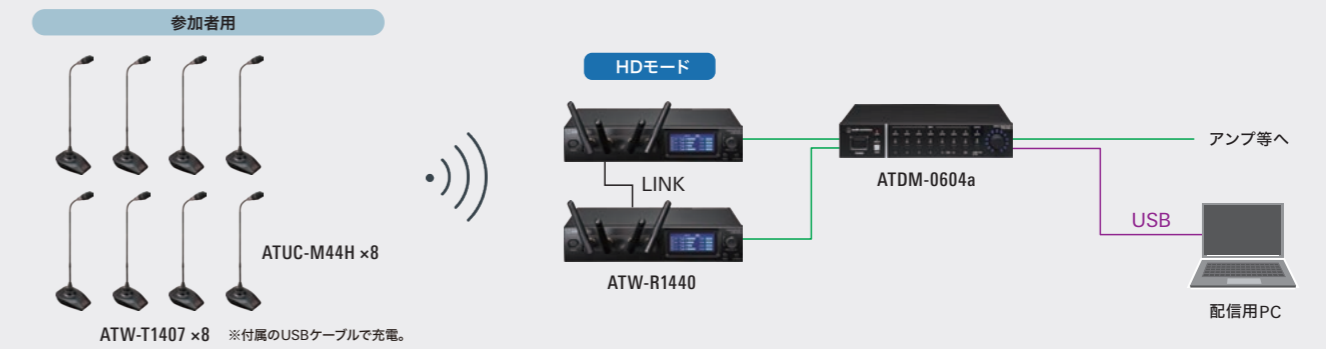 参加者用
HDモード
LINK
ATW-R1440
ATDM-0604a
アンプ等へ
USB
配信用PC
ATUC-M44H ×8
ATW-T1407 ×8 ※付属のUSBケーブルで充電。